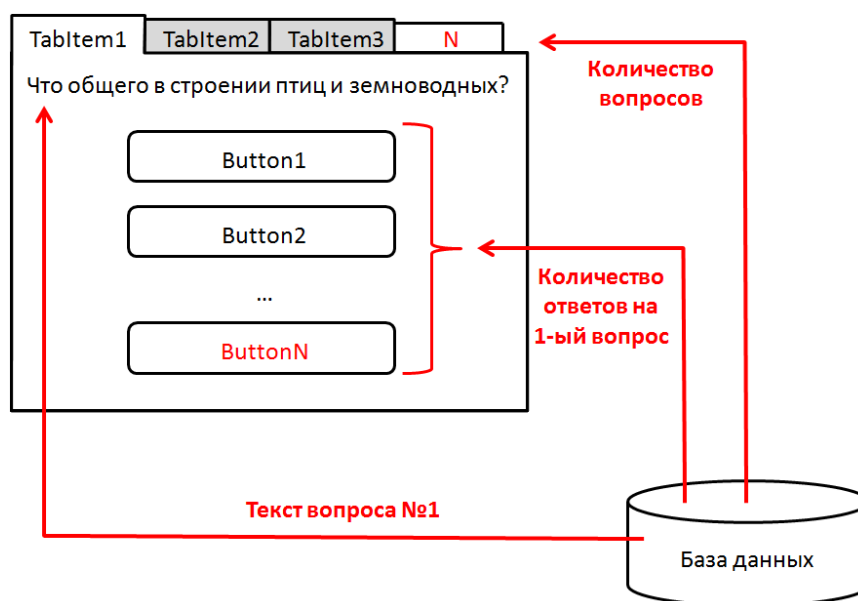 TabItem1
TabItem2
TabItem3
N
Количество
вопросов
Что общего в строении птиц и земноводных?
Button1
Button2
...
ButtonN
Количество
ответов на
1-ый вопрос
Текст вопроса №1
База данных